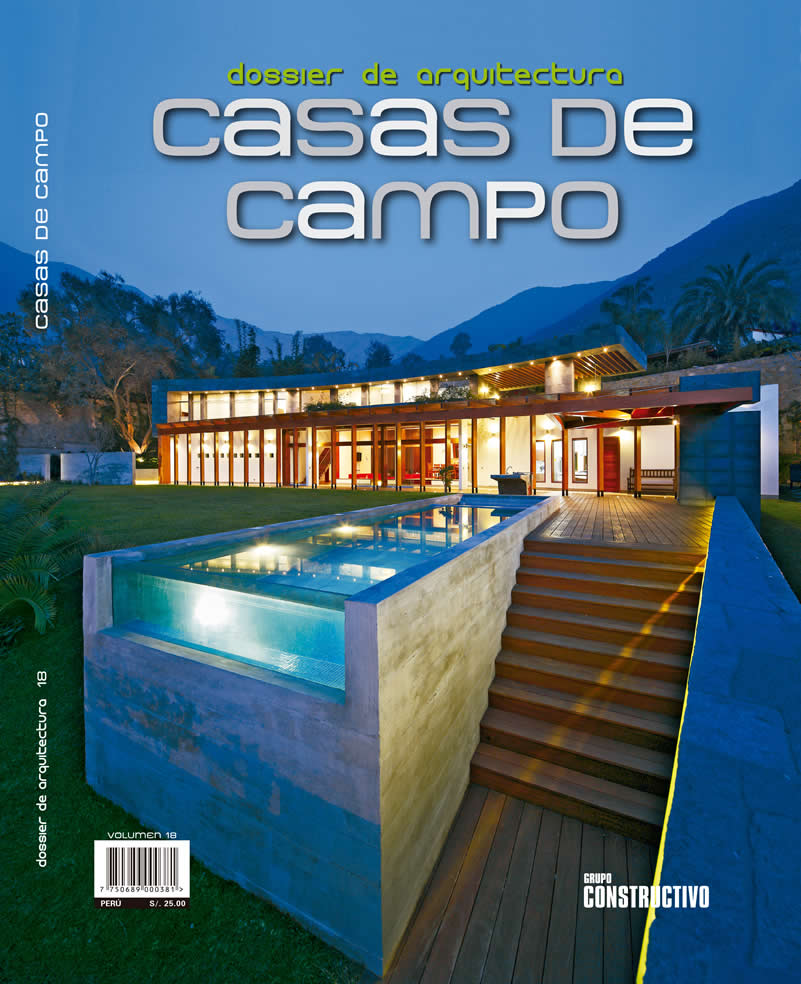 dossier de arquitectura
casas de
campo
casas de campo
dossier de arquitectura 18
volumen 18
7 750689 000381>
PERÚ S/. 25.00
GRUPO
CONSTRUCTIVO